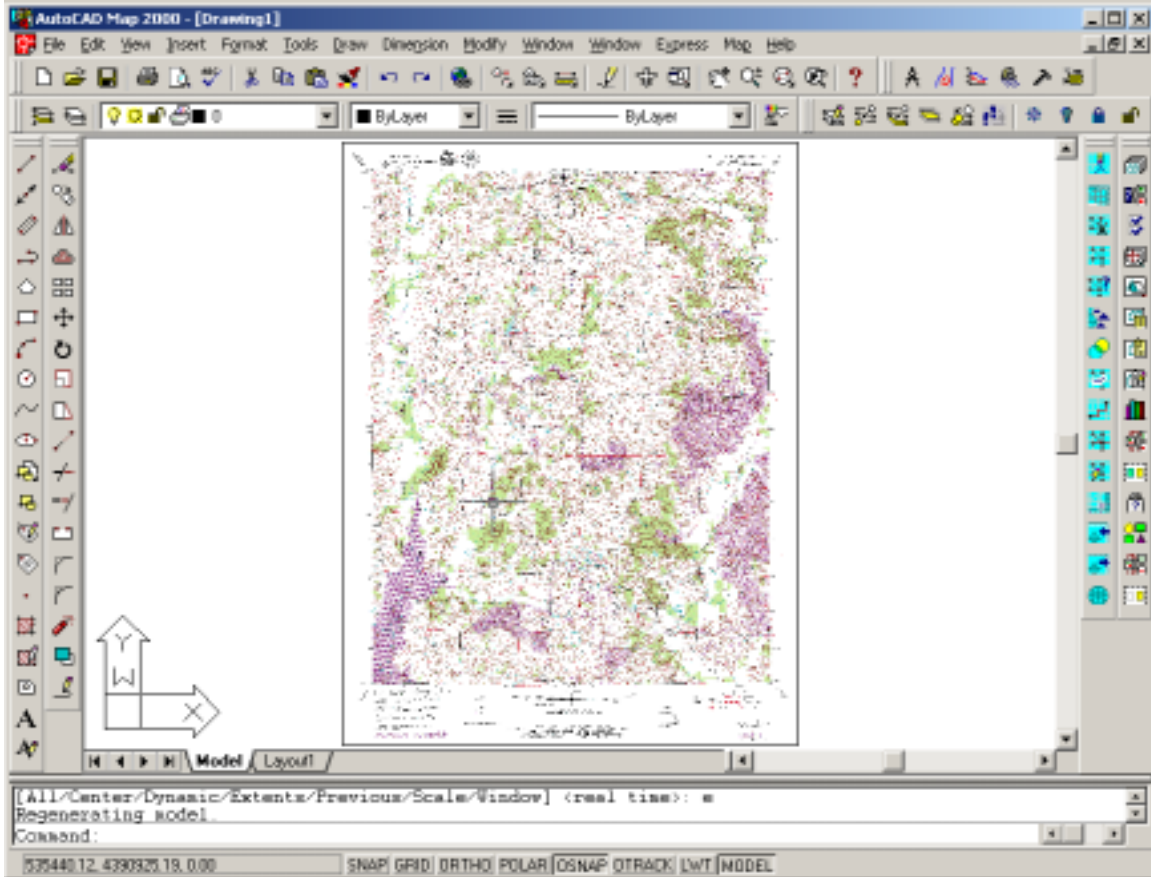 AutoCAD Map 2000 - [Drawing1]
File Edit View Insert Format Tools Draw Dimension Modify Window Window Express Map Help
0 ByLayer ByLayer
Y
W
X
A
Model Layout1
[All/Center/Dynamic/Extents/Previous/Scale/Window] <real time>: e
Regenerating model.
Command:
535440.12, 4390925.19, 0.00 SNAP GRID ORTHO POLAR OSNAP OTRACK LWT MODEL